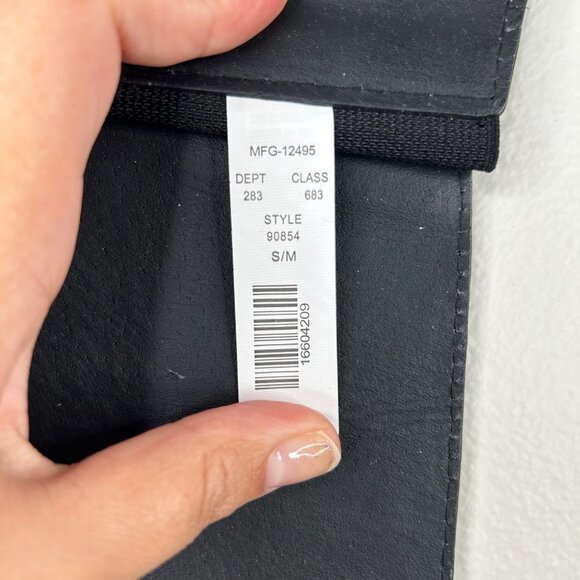 MFG-12495
DEPT CLASS
283 683
STYLE
90854
S/M
16604209